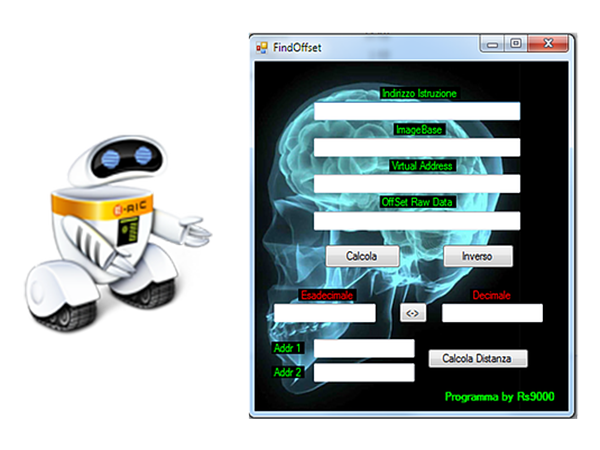 FindOffset
Indirizzo Istruzione
ImageBase
Virtual Address
OffSet Raw Data
Calcola
Inverso
Esadecimale
Decimale
<->
Addr 1
Addr 2
Calcola Distanza
Programma by Rs9000
E-RIC